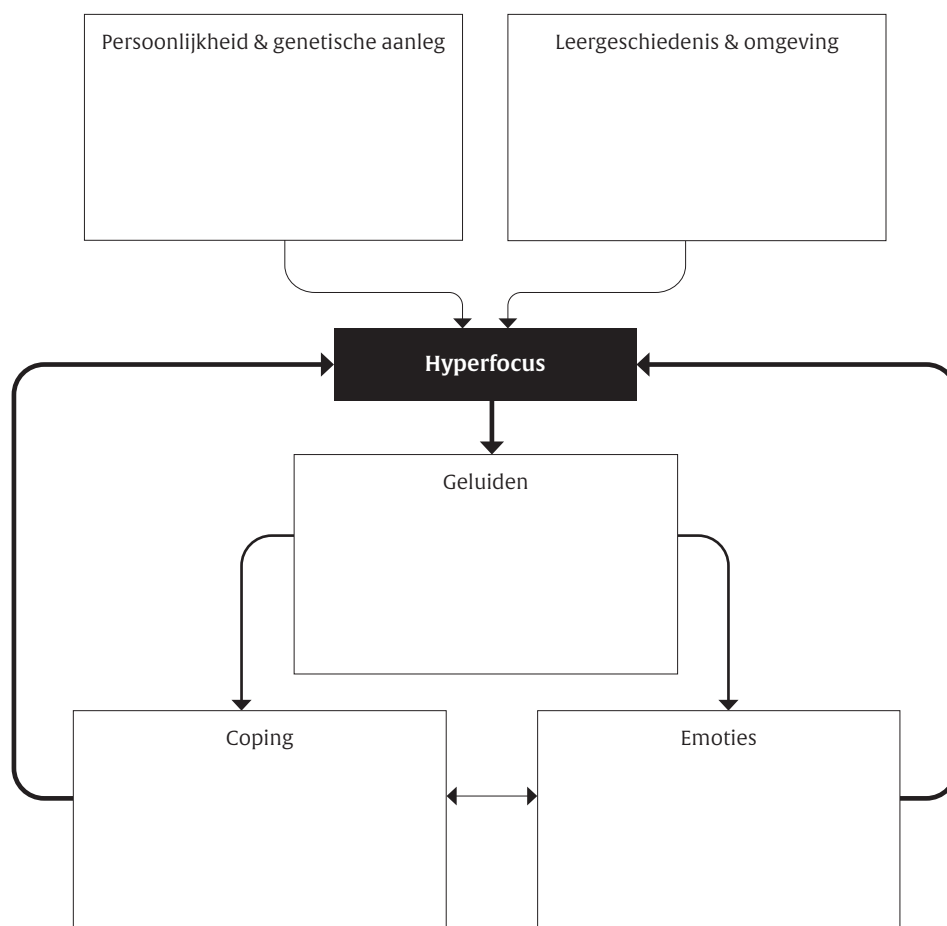 Persoonlijkheid & genetische aanleg
Leergeschiedenis & omgeving
Hyperfocus
Geluiden
Coping
Emoties